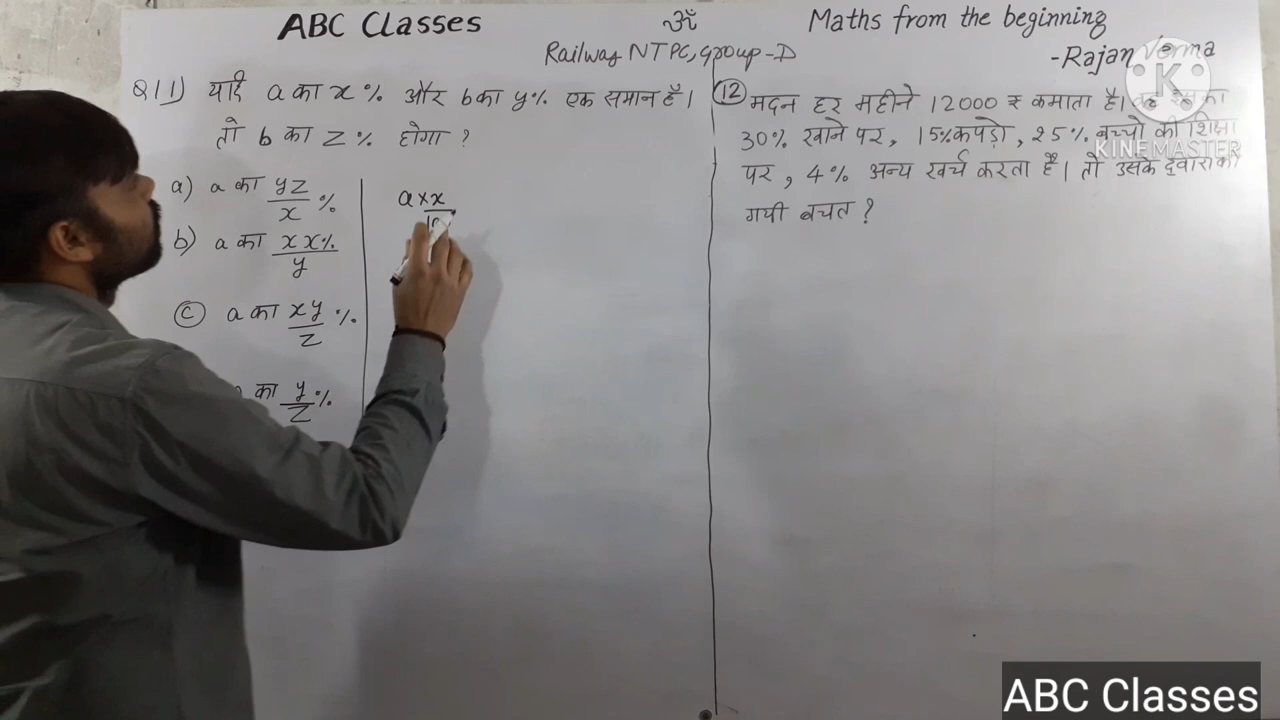 ABC Classes
ॐ
Maths from the beginning
Railway NTPC, Group-D
-Rajan Verma
Q11) यदि a का x% और b का y% एक समान है।
तो b का Z% होगा ?
a) a का yz/x %
b) a का x x%/y
c) a का xy/z %
का y/z %
a×x
12 मदन हर महीने 12000 ₹ कमाता है।
30% खाने पर, 15% कपड़ो, 25% बच्चो की शिक्षा
पर, 4% अन्य खर्च करता है। तो उसके द्वारा की
गयी बचत ?
K
KINEMASTER
ABC Classes